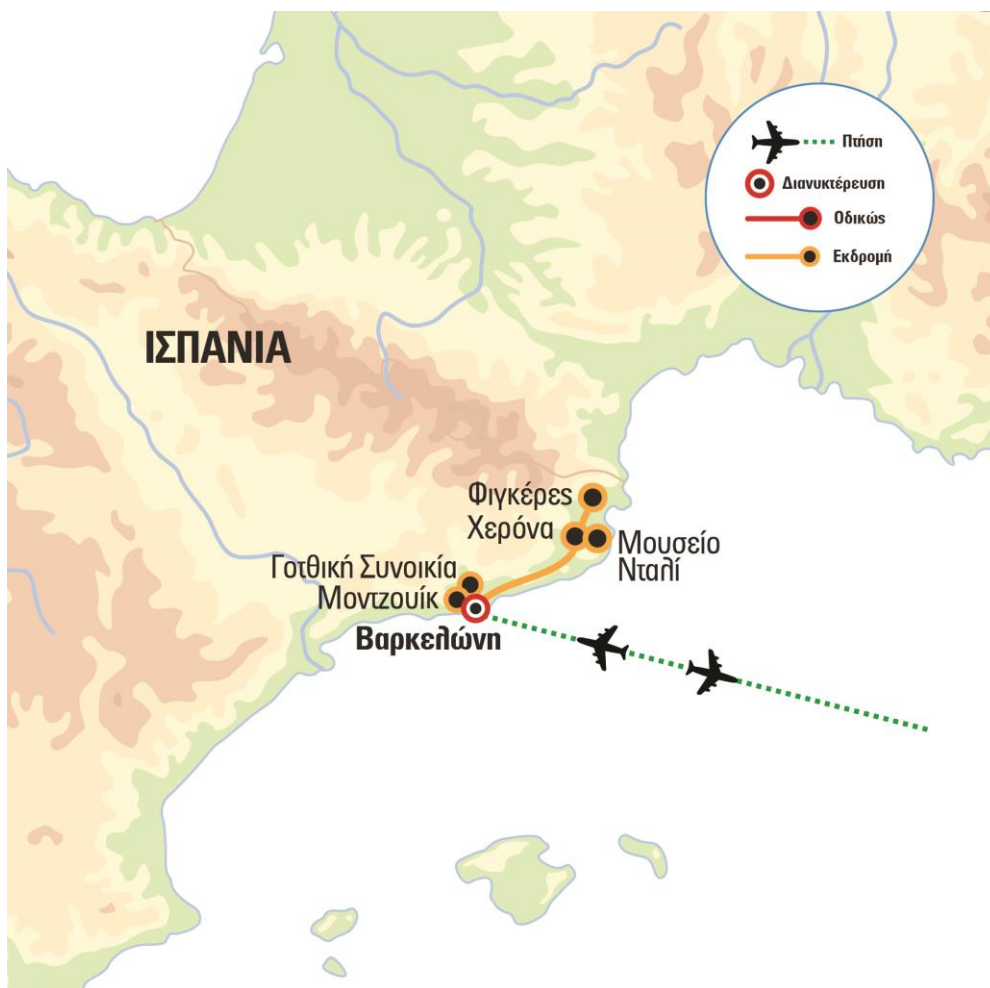 Πτήση
Διανυκτέρευση
Οδικώς
Εκδρομή
ΙΣΠΑΝΙΑ
Φιγκέρες
Χερόνα
Μουσείο
Νταλί
Γοτθική Συνοικία
Μοντζουίκ
Βαρκελώνη